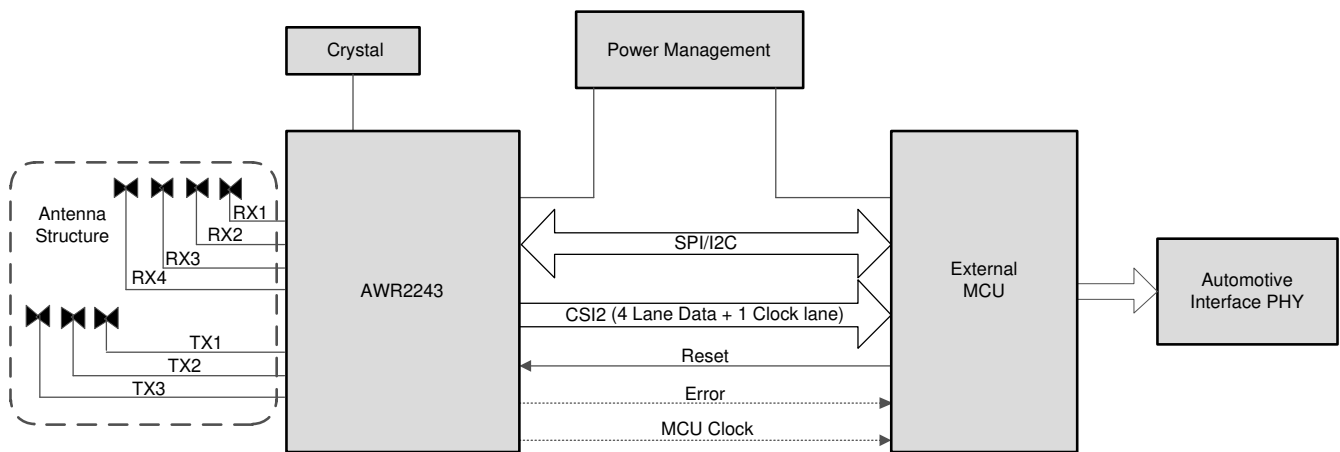 Crystal
Power Management
Antenna
Structure
RX1
RX2
RX3
RX4
TX1
TX2
TX3
AWR2243
SPI/I2C
CSI2 (4 Lane Data + 1 Clock lane)
Reset
Error
MCU Clock
External
MCU
Automotive
Interface PHY